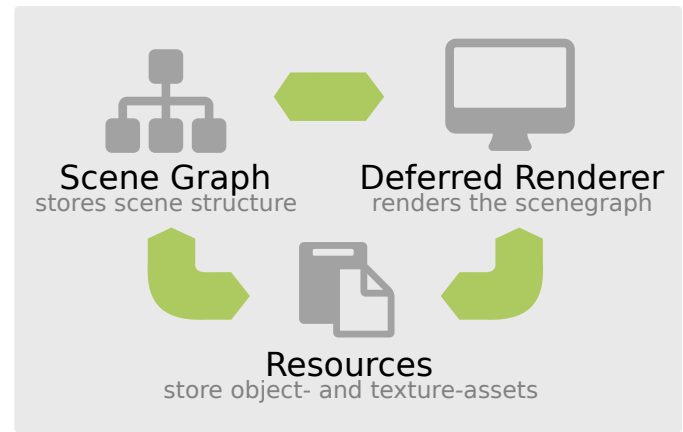 Scene Graph
stores scene structure
Deferred Renderer
renders the scenegraph
Resources
store object- and texture-assets